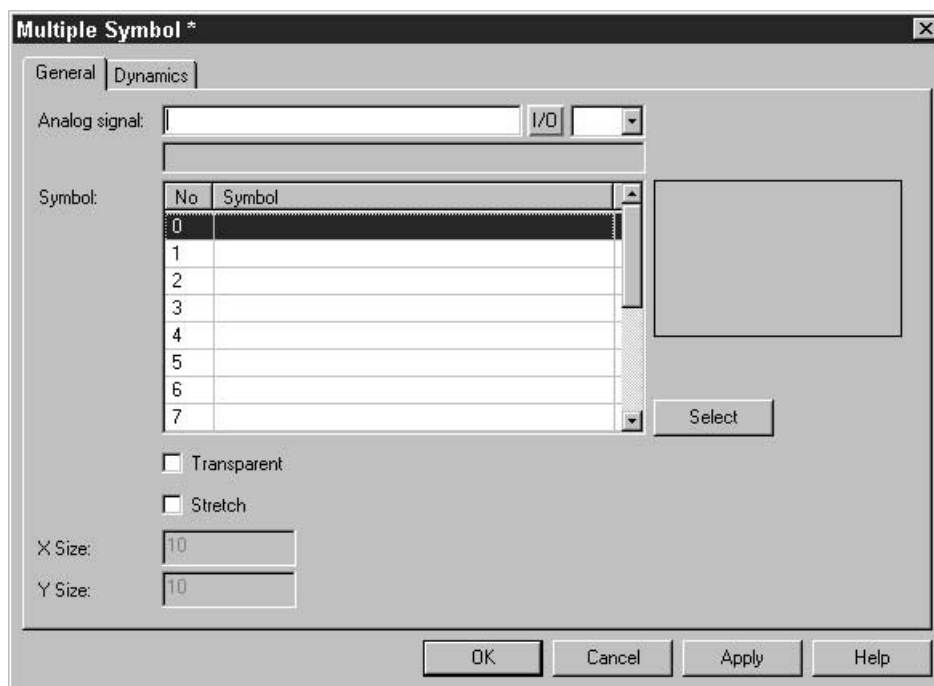 Multiple Symbol *
General Dynamics
Analog signal: I/O
Symbol: No Symbol
0
1
2
3
4
5
6
7
Select
Transparent
Stretch
X Size: 10
Y Size: 10
OK Cancel Apply Help